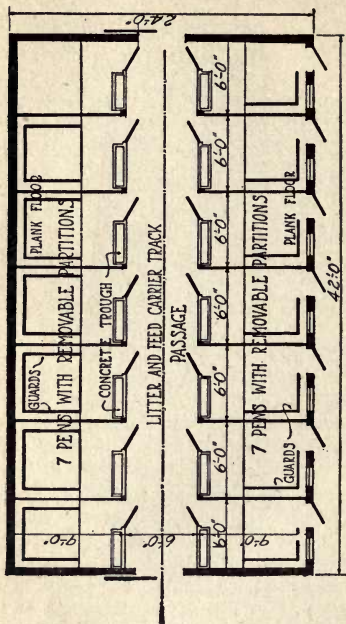 24'-0"
6'-0"
6'-0"
6'-0"
6'-0"
6'-0"
6'-0"
6'-0"
42'-0"
PLANK FLOOR
7 PENS WITH REMOVABLE PARTITIONS
GUARDS
CONCRETE TROUGH
LITTER AND FEED CARRIER TRACK
PASSAGE
7 PENS WITH REMOVABLE PARTITIONS
PLANK FLOOR
GUARDS
9'-0"
6'-0"
9'-0"